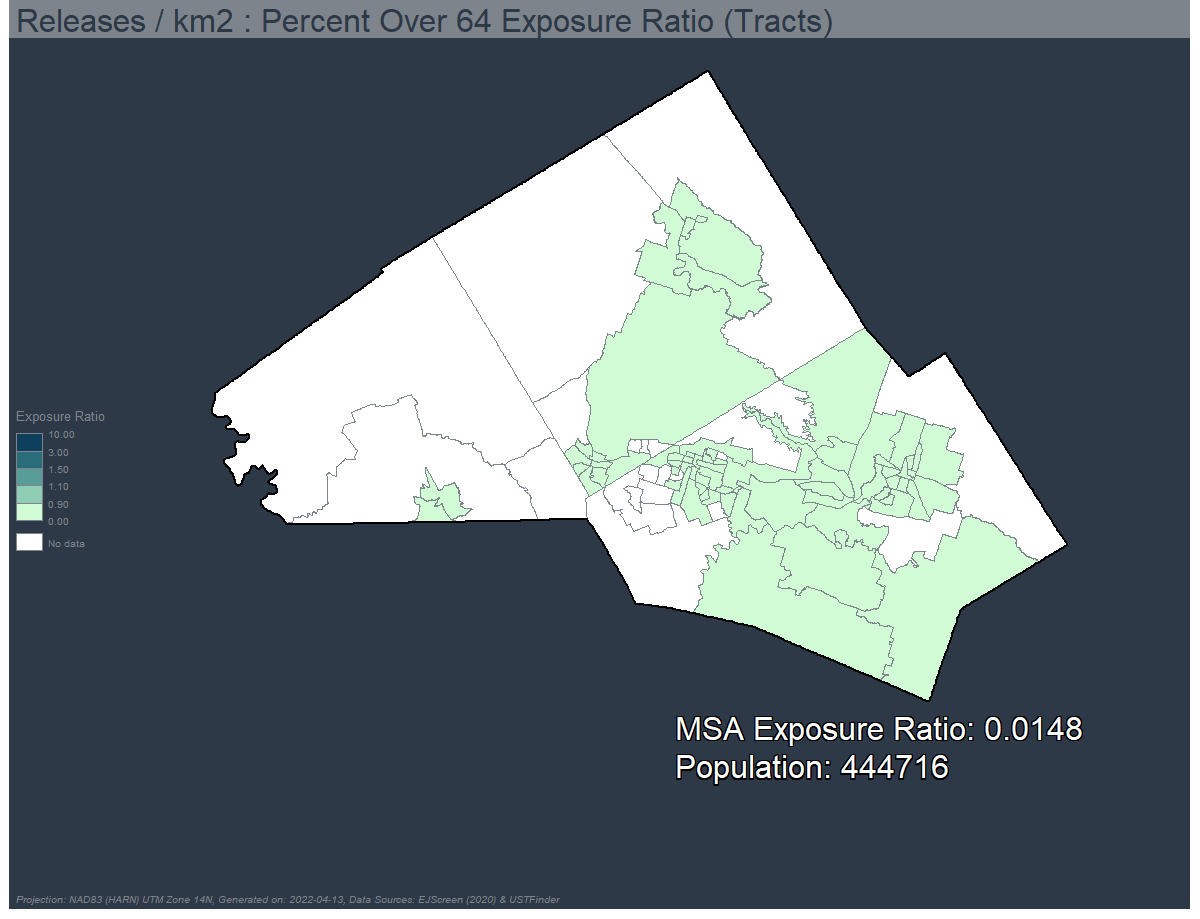 Releases / km2 : Percent Over 64 Exposure Ratio (Tracts)
Exposure Ratio
10.00
3.00
1.50
1.10
0.90
0.00
No data
MSA Exposure Ratio: 0.0148
Population: 444716
Projection: NAD83 (HARN) UTM Zone 14N, Generated on: 2022-04-13, Data Sources: EJScreen (2020) & USTFinder